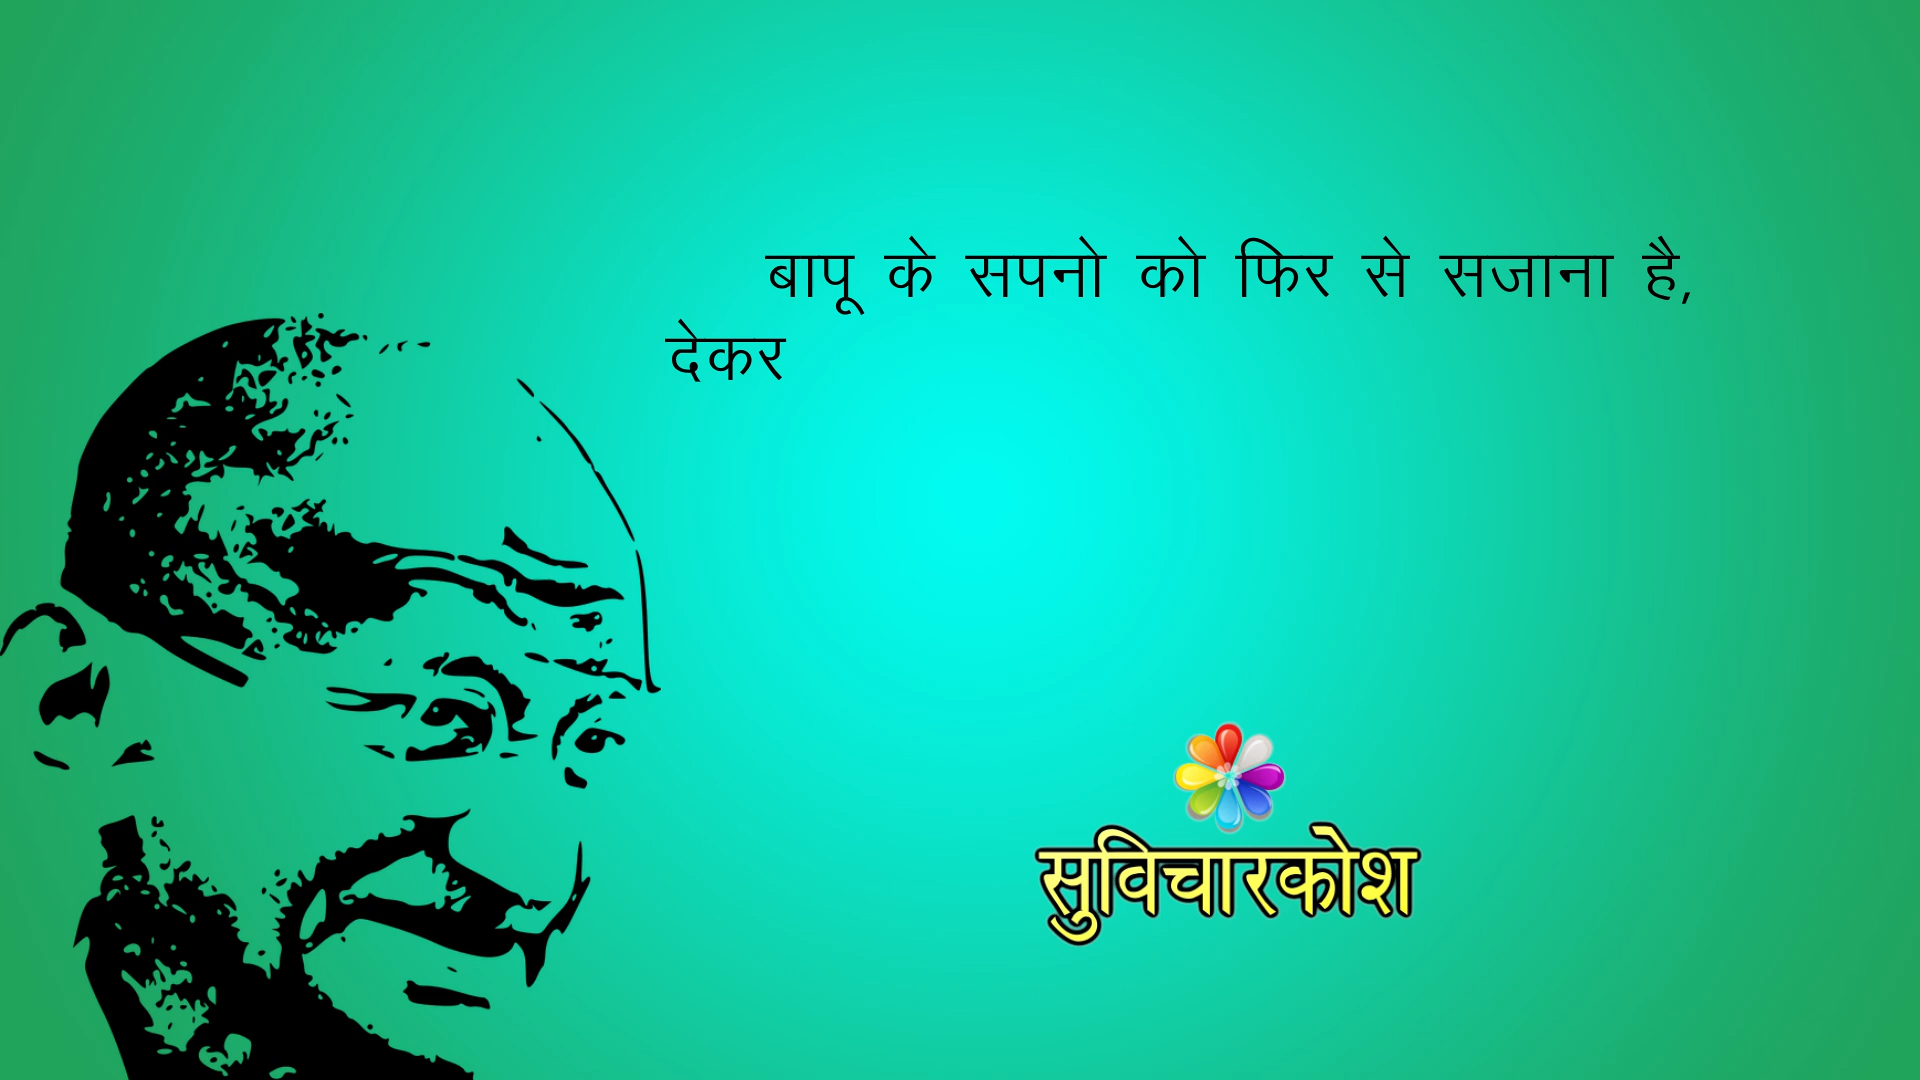 बापू के सपनो को फिर से सजाना है,
देकर
सुविचारकोश